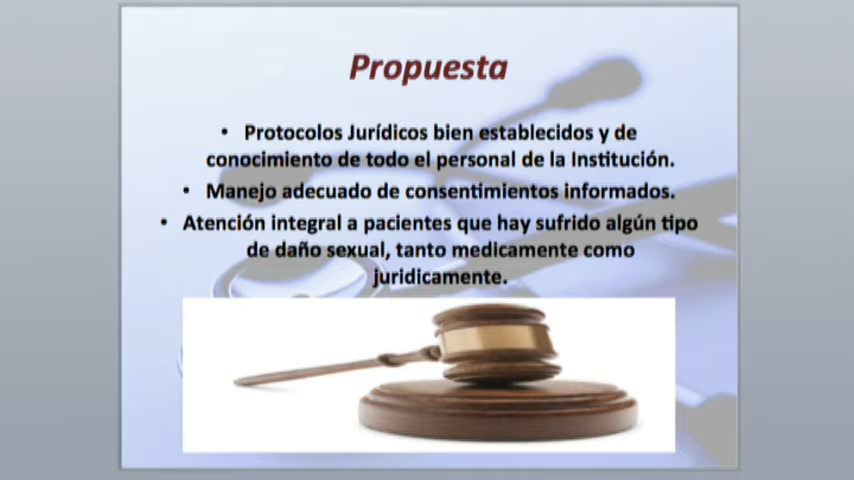 Propuesta
• Protocolos Jurídicos bien establecidos y de
conocimiento de todo el personal de la Institución.
• Manejo adecuado de consentimientos informados.
• Atención integral a pacientes que hay sufrido algún tipo
de daño sexual, tanto medicamente como
juridicamente.